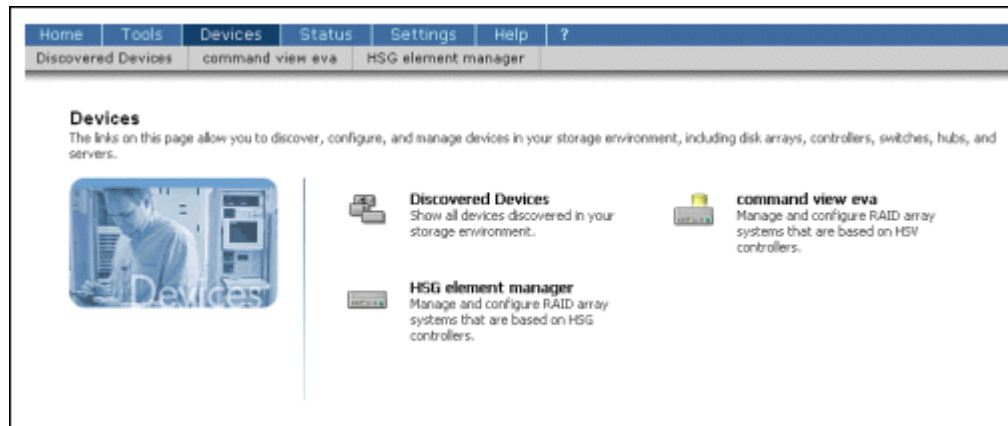 Home Tools Devices Status Settings Help ?
Discovered Devices command view eva HSG element manager
Devices
The links on this page allow you to discover, configure, and manage devices in your storage environment, including disk arrays, controllers, switches, hubs, and
servers.
Devices
Discovered Devices
Show all devices discovered in your
storage environment.
command view eva
Manage and configure RAID array
systems that are based on HSV
controllers.
HSG element manager
Manage and configure RAID array
systems that are based on HSG
controllers.